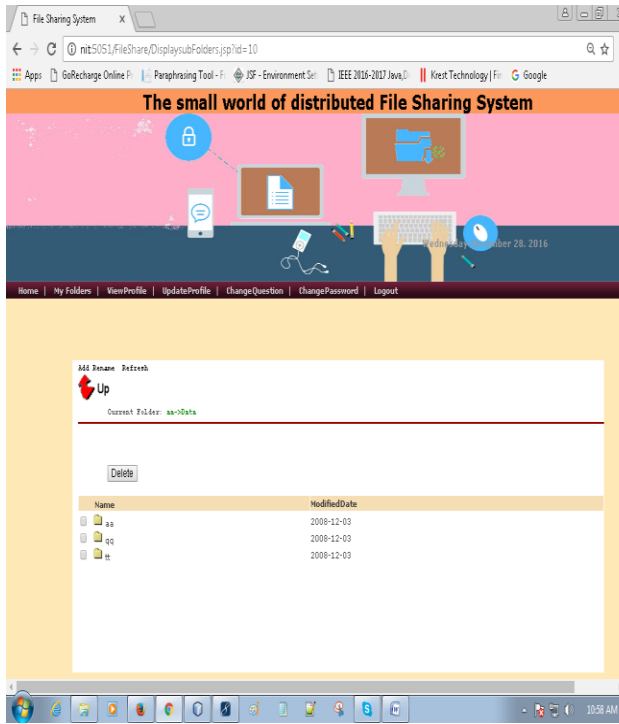 File Sharing System X
nit:5051/FileShare/DisplaysubFolders.jsp?id=10
Apps GoRecharge Online P Paraphrasing Tool - F JSF - Environment Set IEEE 2016-2017 Java,D Krest Technology | Fir Google
The small world of distributed File Sharing System
28. 2016
Home | My Folders | ViewProfile | UpdateProfile | ChangeQuestion | ChangePassword | Logout
Add Rename Refresh
Up
Current Folder: aa->Data
Delete
Name ModifiedDate
aa 2008-12-03
qq 2008-12-03
tt 2008-12-03
10:58 AM